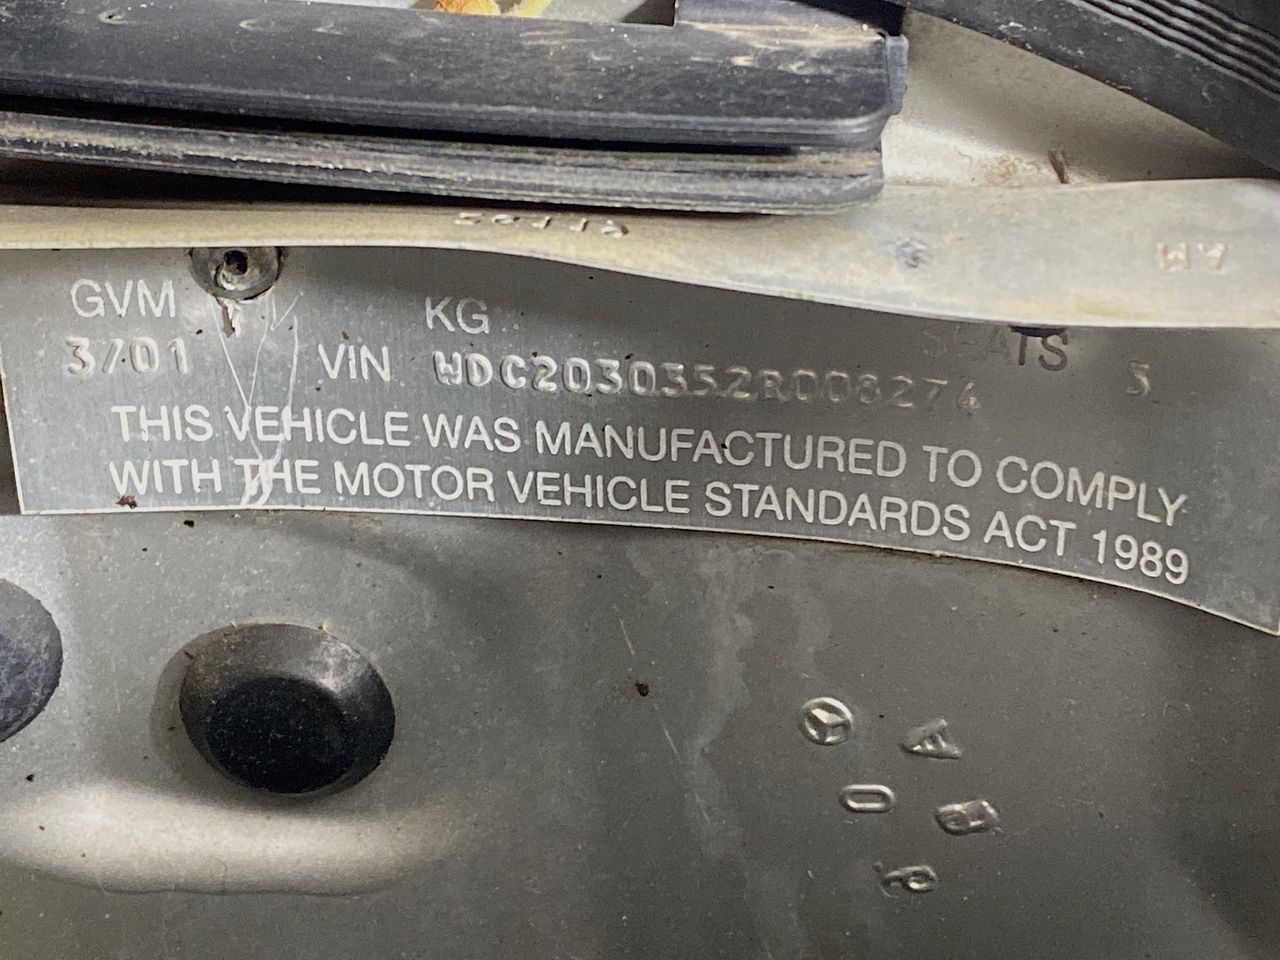 GVM KG SEATS 5
3/01 VIN WDC2030352R008274
THIS VEHICLE WAS MANUFACTURED TO COMPLY
WITH THE MOTOR VEHICLE STANDARDS ACT 1989